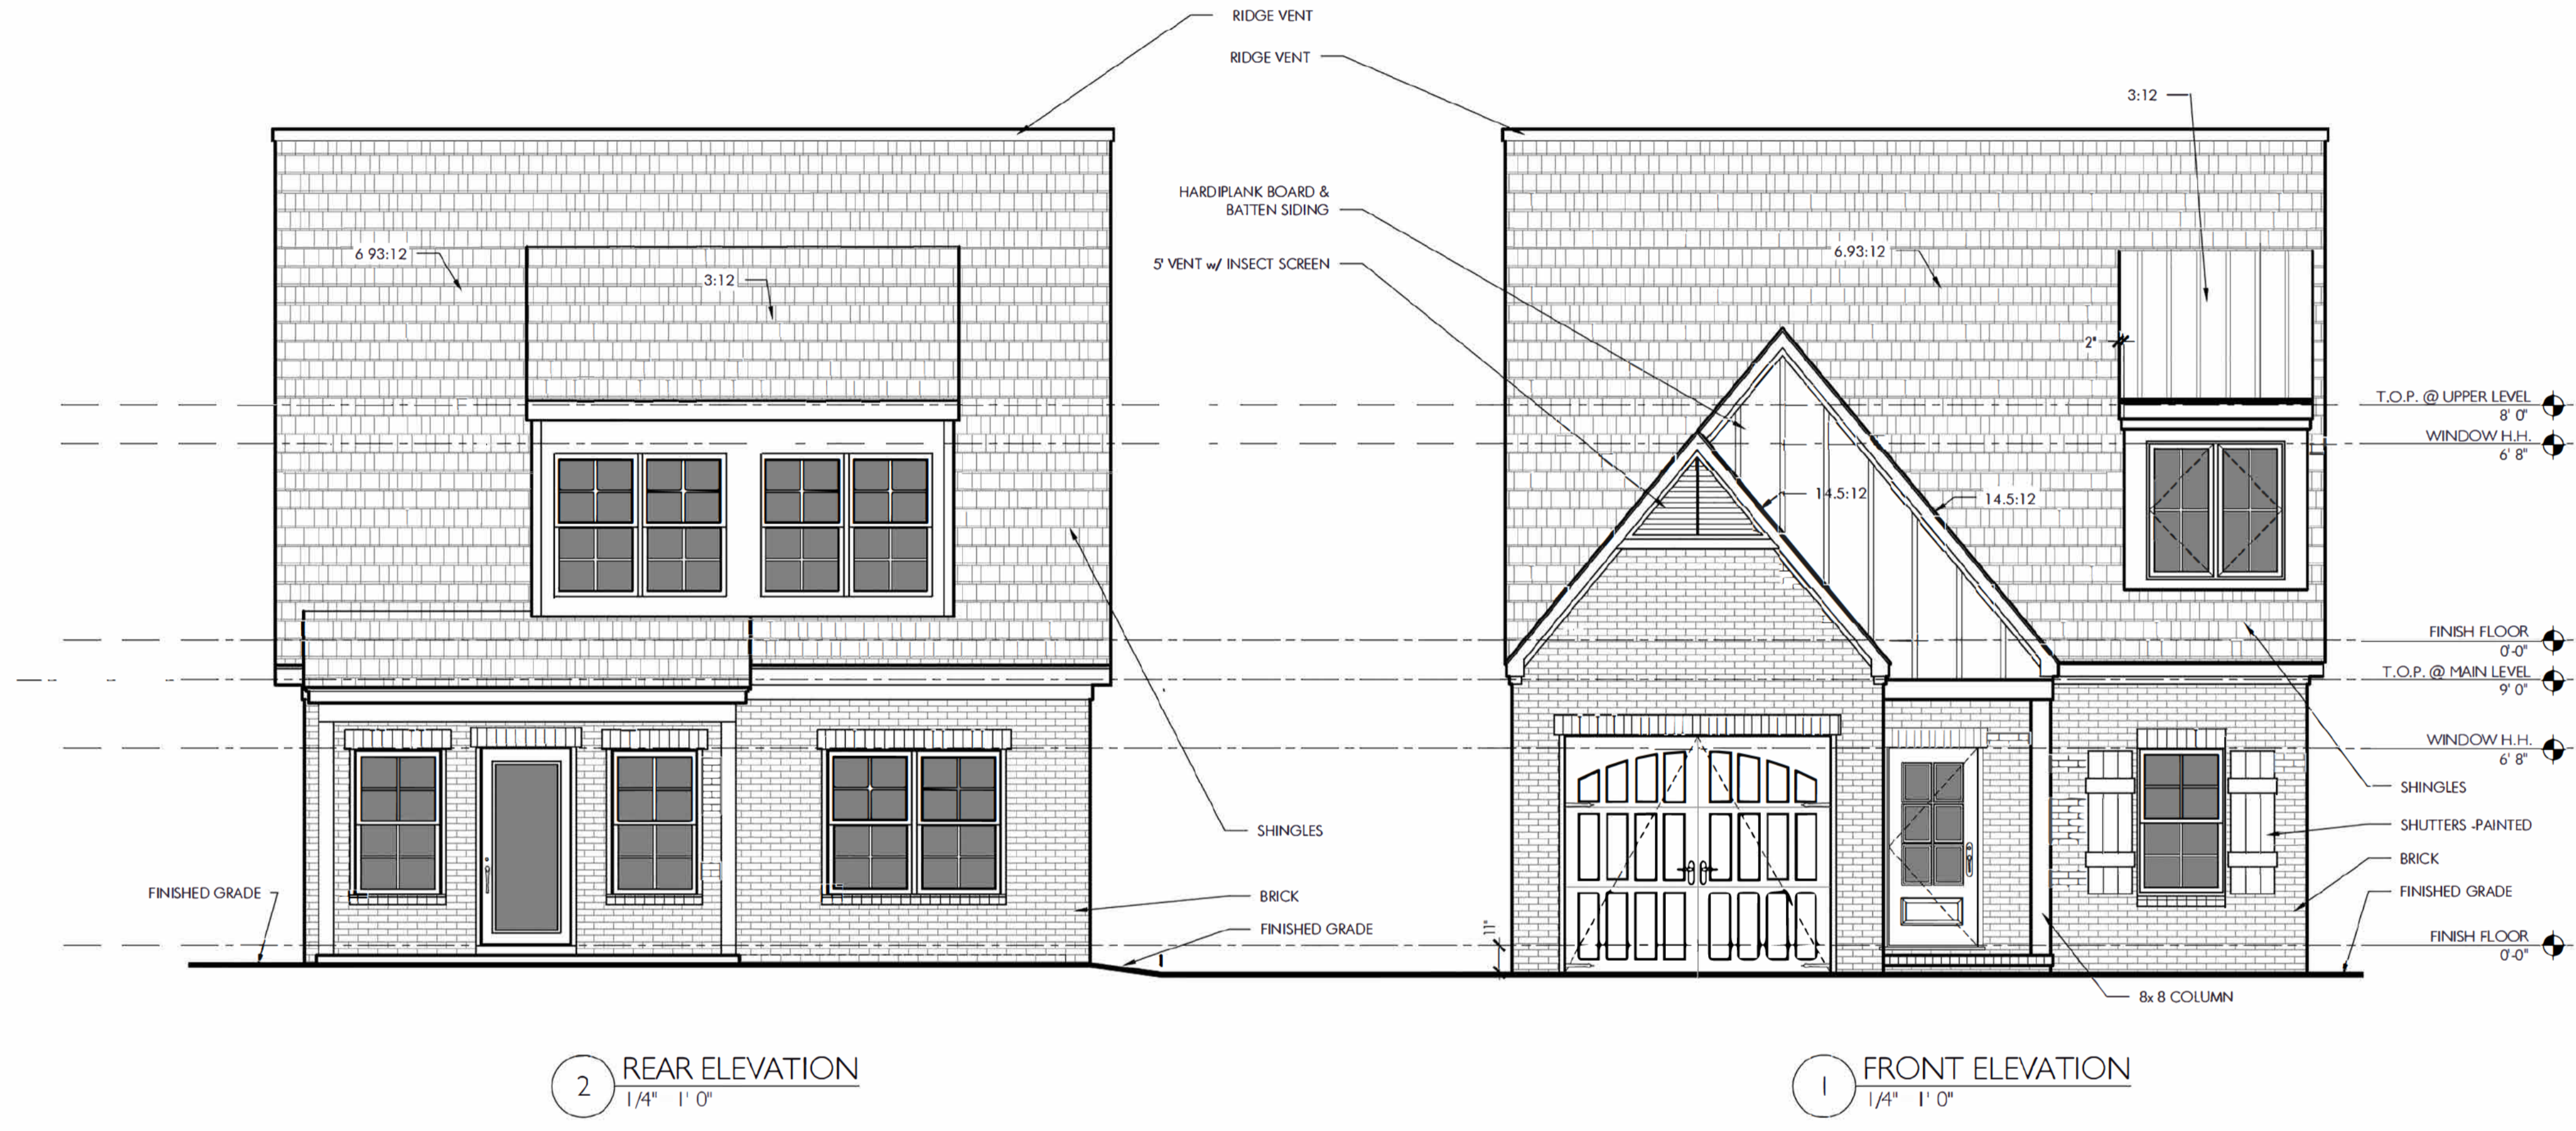 RIDGE VENT
RIDGE VENT
3:12
HARDIPLANK BOARD &
BATTEN SIDING
6 93:12
6.93:12
5' VENT w/ INSECT SCREEN
3:12
2"
T.O.P. @ UPPER LEVEL
8' 0"
WINDOW H.H.
6' 8"
14.5:12
14.5:12
FINISH FLOOR
0'-0"
T.O.P. @ MAIN LEVEL
9' 0"
WINDOW H.H.
6' 8"
SHINGLES
SHINGLES
SHUTTERS -PAINTED
BRICK
FINISHED GRADE
FINISHED GRADE
BRICK
FINISHED GRADE
11"
FINISH FLOOR
0'-0"
8x 8 COLUMN
2 REAR ELEVATION
1/4" 1' 0"
1 FRONT ELEVATION
1/4" 1' 0"